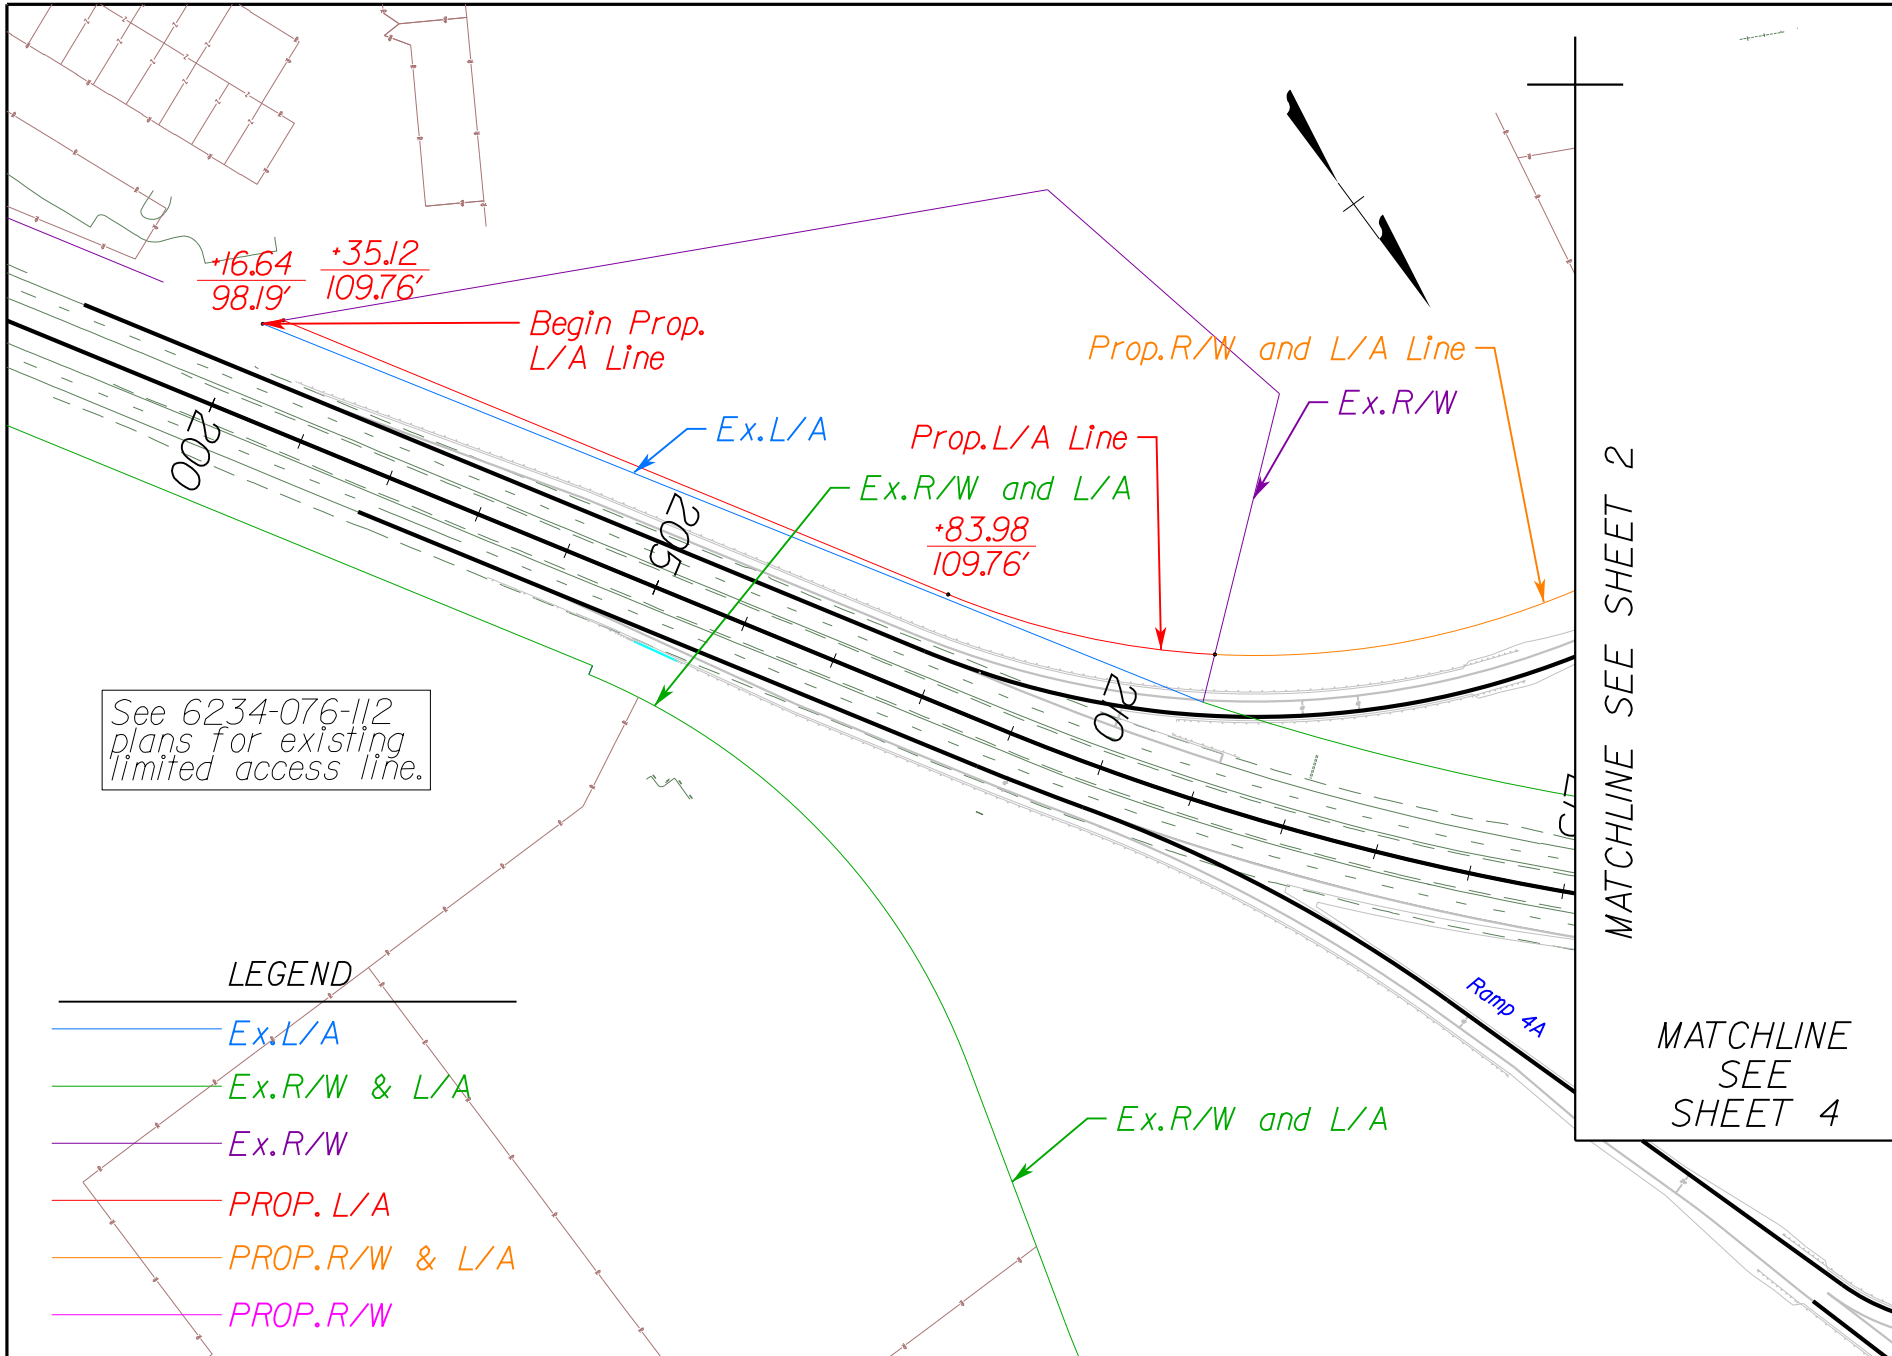 +16.64
98.19'
+35.12
109.76'
Begin Prop.
L/A Line
Prop. R/W and L/A Line
Ex. R/W
Ex. L/A
Prop. L/A Line
Ex. R/W and L/A
+83.98
109.76'
200
205
210
MATCHLINE SEE SHEET 2
See 6234-076-112
plans for existing
limited access line.
LEGEND
Ex. L/A
Ex. R/W & L/A
Ex. R/W
PROP. L/A
PROP. R/W & L/A
PROP. R/W
Ramp 4A
MATCHLINE
SEE
SHEET 4
Ex. R/W and L/A